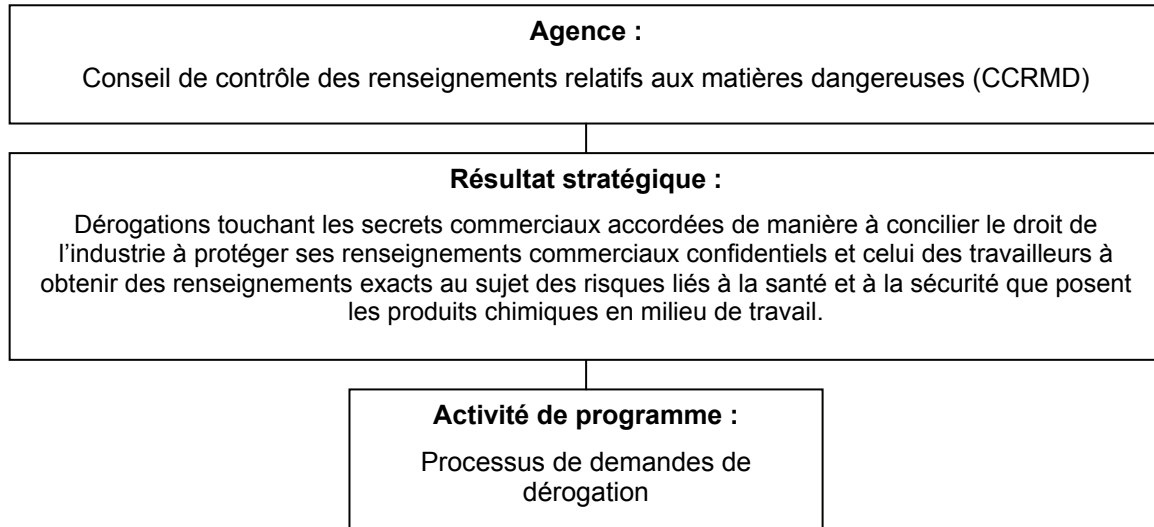 Agence :
Conseil de contrôle des renseignements relatifs aux matières dangereuses (CCRMD)
Résultat stratégique :
Dérogations touchant les secrets commerciaux accordées de manière à concilier le droit de
l’industrie à protéger ses renseignements commerciaux confidentiels et celui des travailleurs à
obtenir des renseignements exacts au sujet des risques liés à la santé et à la sécurité que posent
les produits chimiques en milieu de travail.
Activité de programme :
Processus de demandes de
dérogation